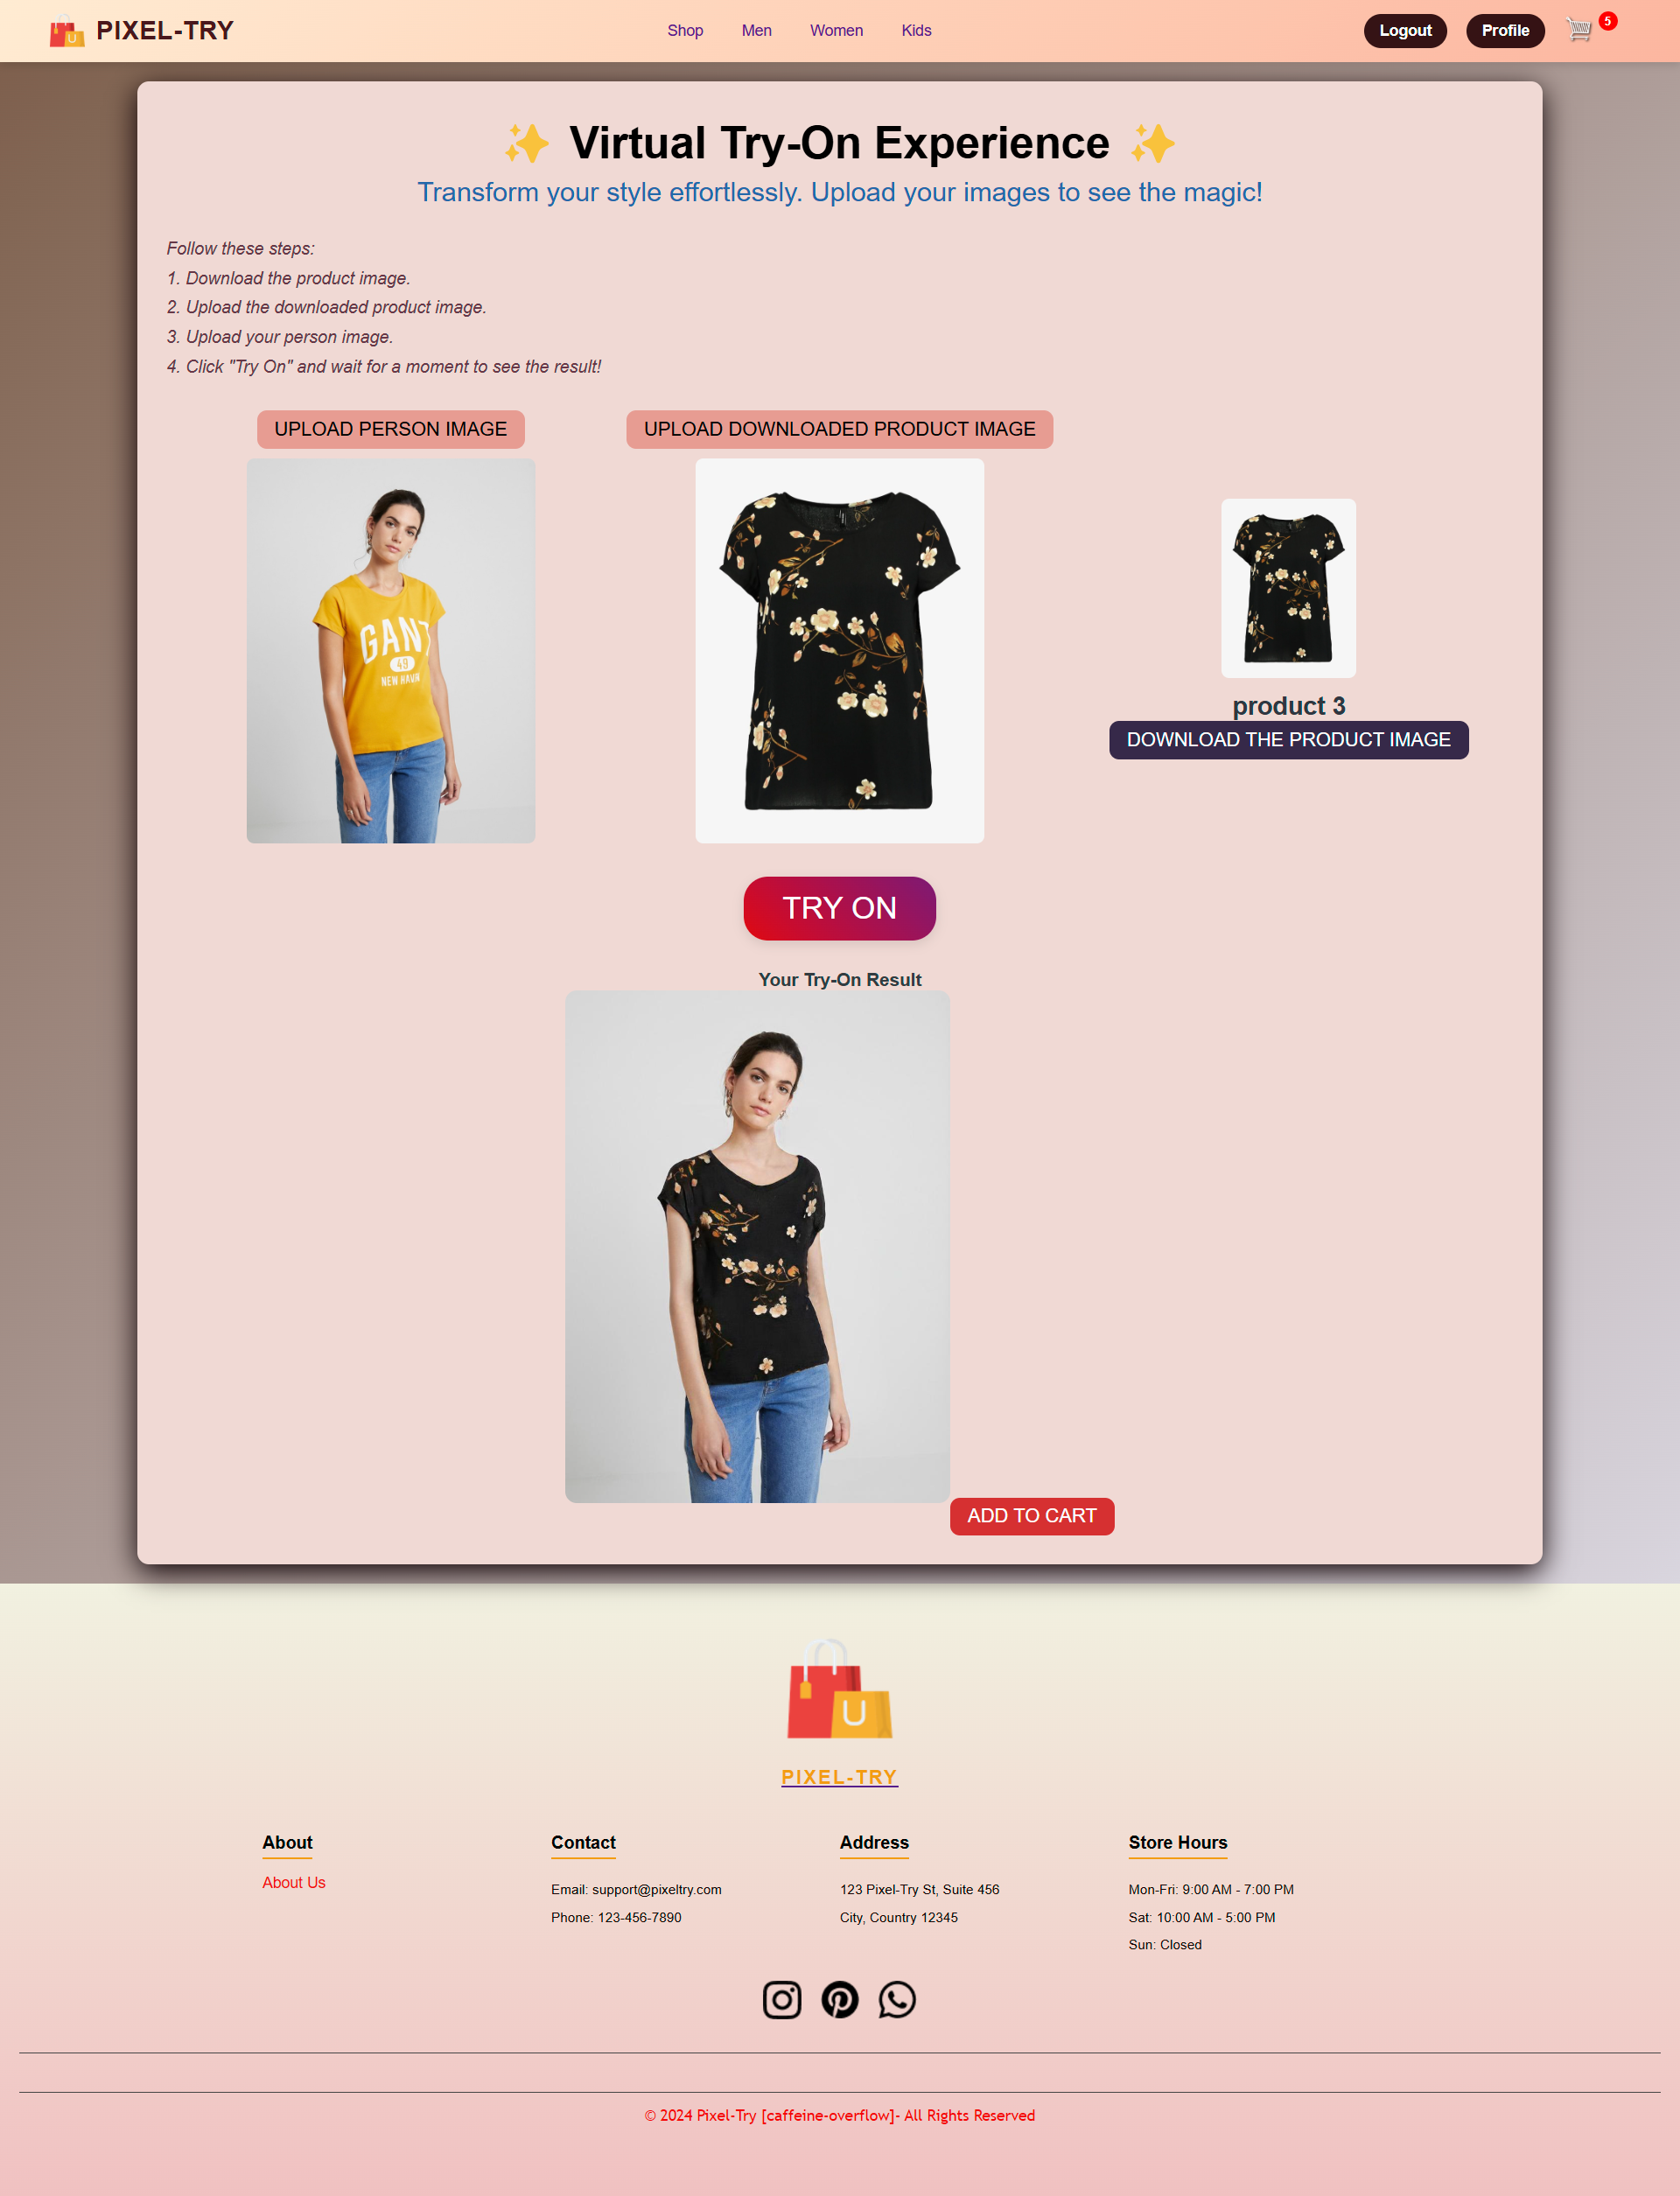 PIXEL-TRY
Shop Men Women Kids
Logout Profile 5
✨ Virtual Try-On Experience ✨
Transform your style effortlessly. Upload your images to see the magic!
Follow these steps:
1. Download the product image.
2. Upload the downloaded product image.
3. Upload your person image.
4. Click "Try On" and wait for a moment to see the result!
UPLOAD PERSON IMAGE
GANT
49
NEW HAVN
UPLOAD DOWNLOADED PRODUCT IMAGE
product 3
DOWNLOAD THE PRODUCT IMAGE
TRY ON
Your Try-On Result
ADD TO CART
U
PIXEL-TRY
About
About Us
Contact
Email: support@pixeltry.com
Phone: 123-456-7890
Address
123 Pixel-Try St, Suite 456
City, Country 12345
Store Hours
Mon-Fri: 9:00 AM - 7:00 PM
Sat: 10:00 AM - 5:00 PM
Sun: Closed
© 2024 Pixel-Try [caffeine-overflow]- All Rights Reserved